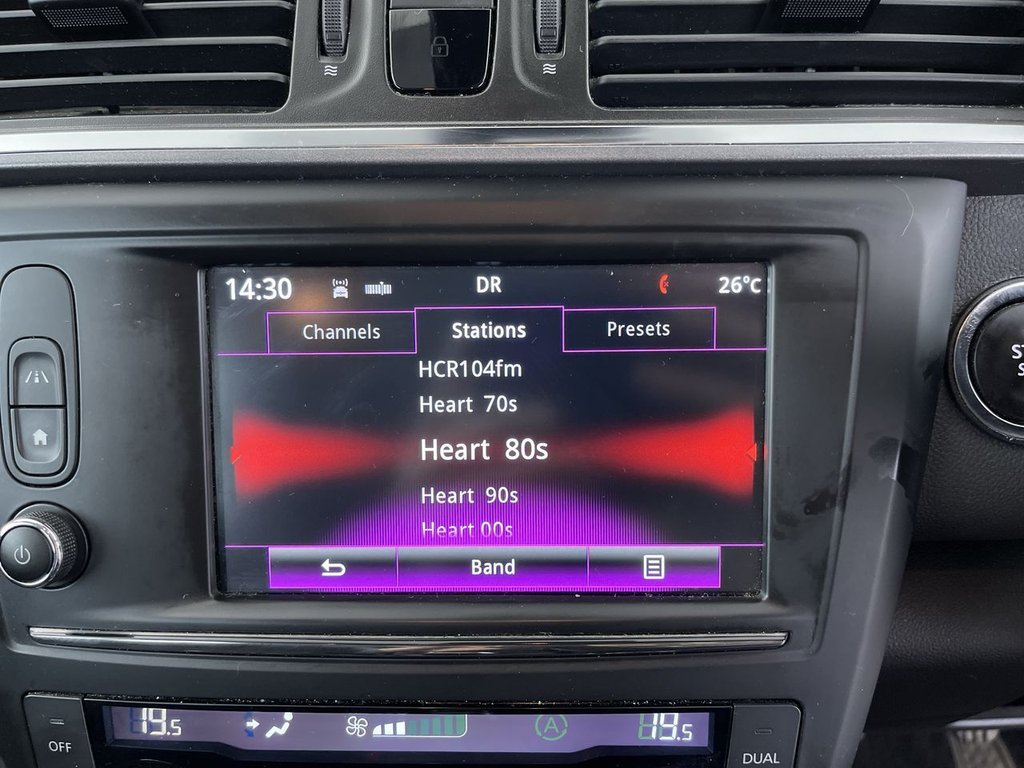 14:30 DR 26°C
Channels Stations Presets
HCR104fm
Heart 70s
Heart 80s
Heart 90s
Heart 00s
Band
ST
S
19.5 A 19.5
OFF
DUAL